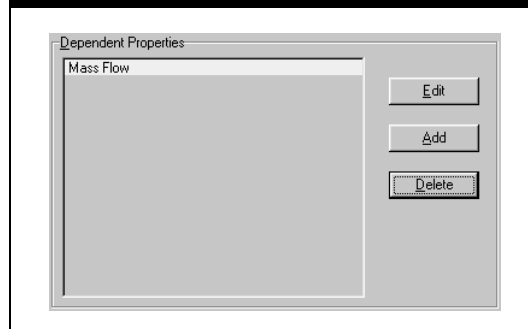 Dependent Properties
Mass Flow
Edit
Add
Delete